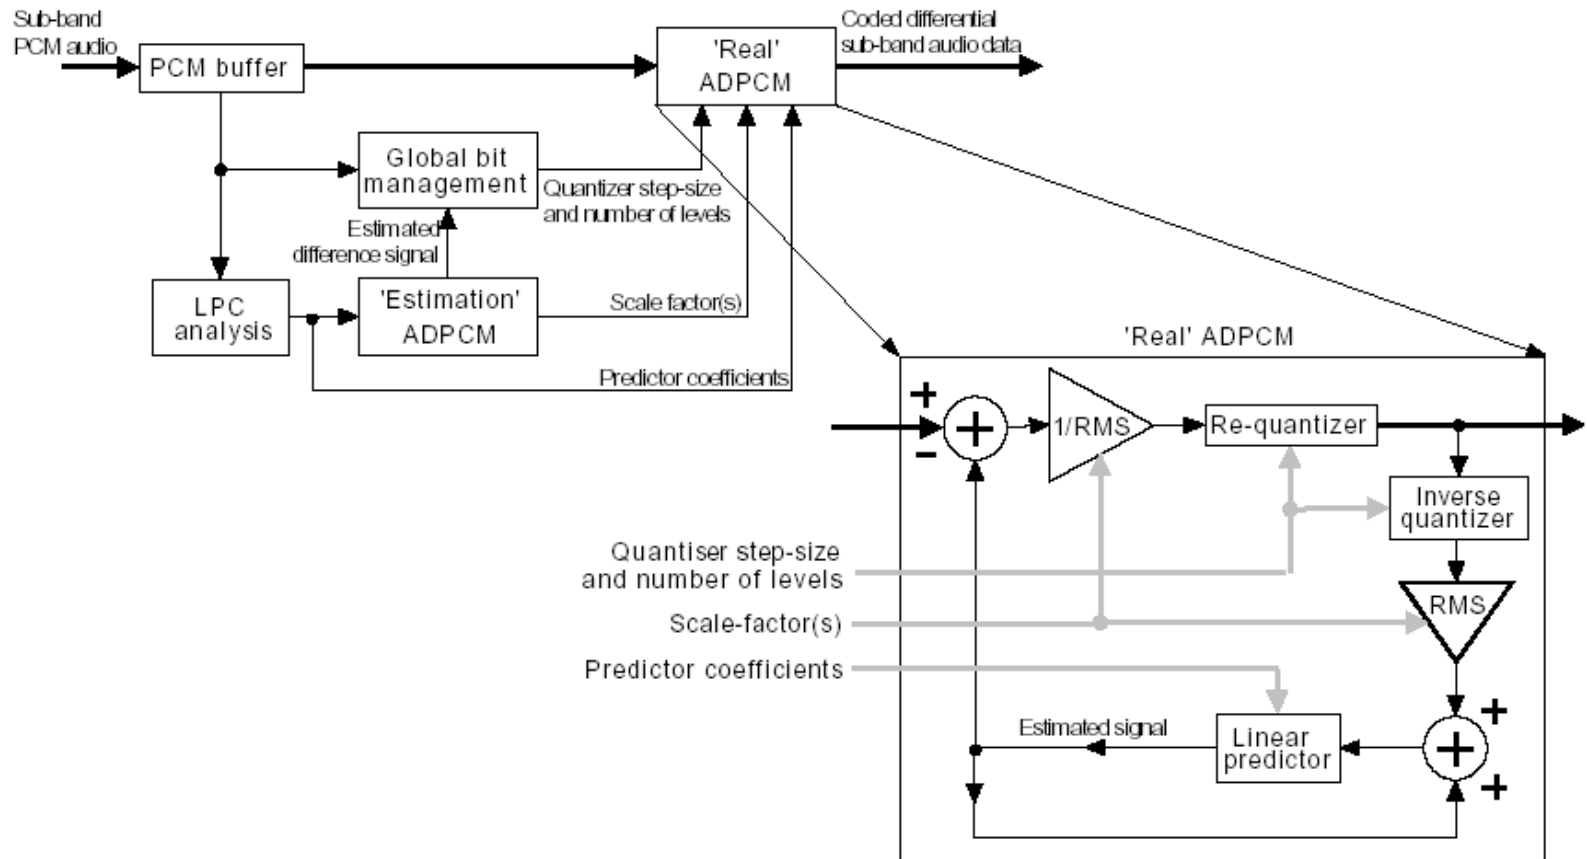 Sub-band
PCM audio
PCM buffer
'Real'
ADPCM
Coded differential
sub-band audio data
Global bit
management
Quantizer step-size
and number of levels
Estimated
difference signal
LPC
analysis
'Estimation'
ADPCM
Scale factor(s)
Predictor coefficients
'Real' ADPCM
+
+
−
1/RMS
Re-quantizer
Inverse
quantizer
Quantiser step-size
and number of levels
RMS
Scale-factor(s)
Predictor coefficients
Estimated signal
Linear
predictor
+
+
+